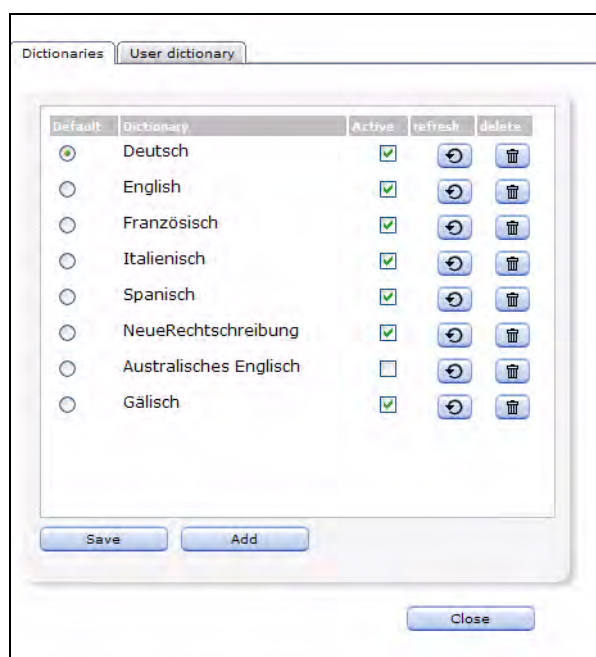 Dictionaries User dictionary
Default Dictionary Active refresh delete
Deutsch
English
Französisch
Italienisch
Spanisch
NeueRechtschreibung
Australisches Englisch
Gälisch
Save Add
Close